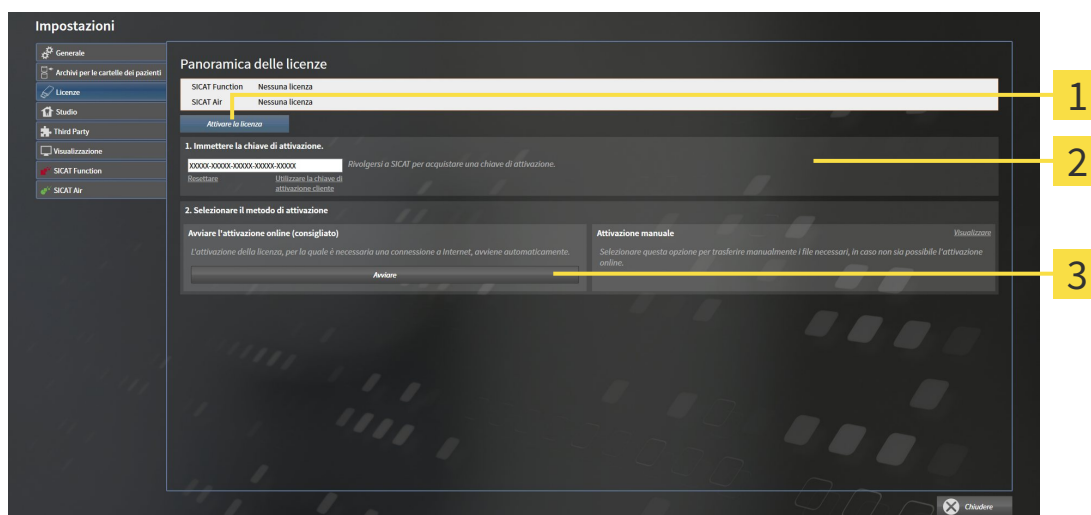 Impostazioni
Generale
Archivi per le cartelle dei pazienti
Licenze
Studio
Third Party
Visualizzazione
SICAT Function
SICAT Air
Panoramica delle licenze
SICAT Function Nessuna licenza
SICAT Air Nessuna licenza
Attivare la licenza
1. Immettere la chiave di attivazione.
XXXXX-XXXXX-XXXXX-XXXXX-XXXXX Rivolgersi a SICAT per acquistare una chiave di attivazione.
Resettare Utilizzare la chiave di
attivazione cliente
2. Selezionare il metodo di attivazione
Avviare l'attivazione online (consigliato)
L'attivazione della licenza, per la quale è necessaria una connessione a Internet, avviene automaticamente.
Avviare
Attivazione manuale Visualizzare
Selezionare questa opzione per trasferire manualmente i file necessari, in caso non sia possibile l'attivazione
online.
Chiudere
1
2
3